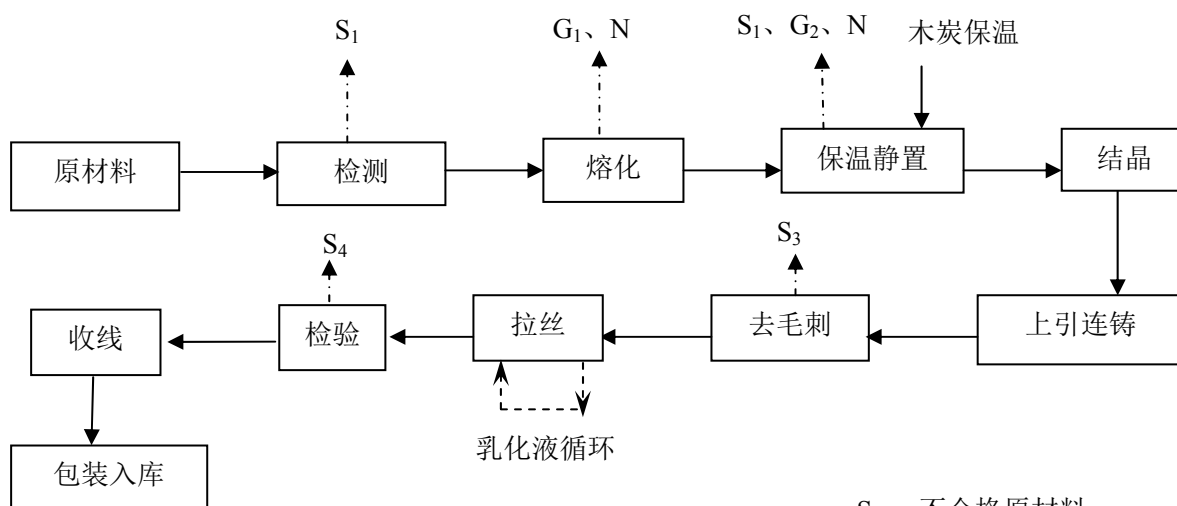 S₁
G₁、N
S₁、G₂、N
木炭保温
原材料
检测
熔化
保温静置
结晶
S₄
S₃
收线
检验
拉丝
去毛刺
上引连铸
乳化液循环
包装入库